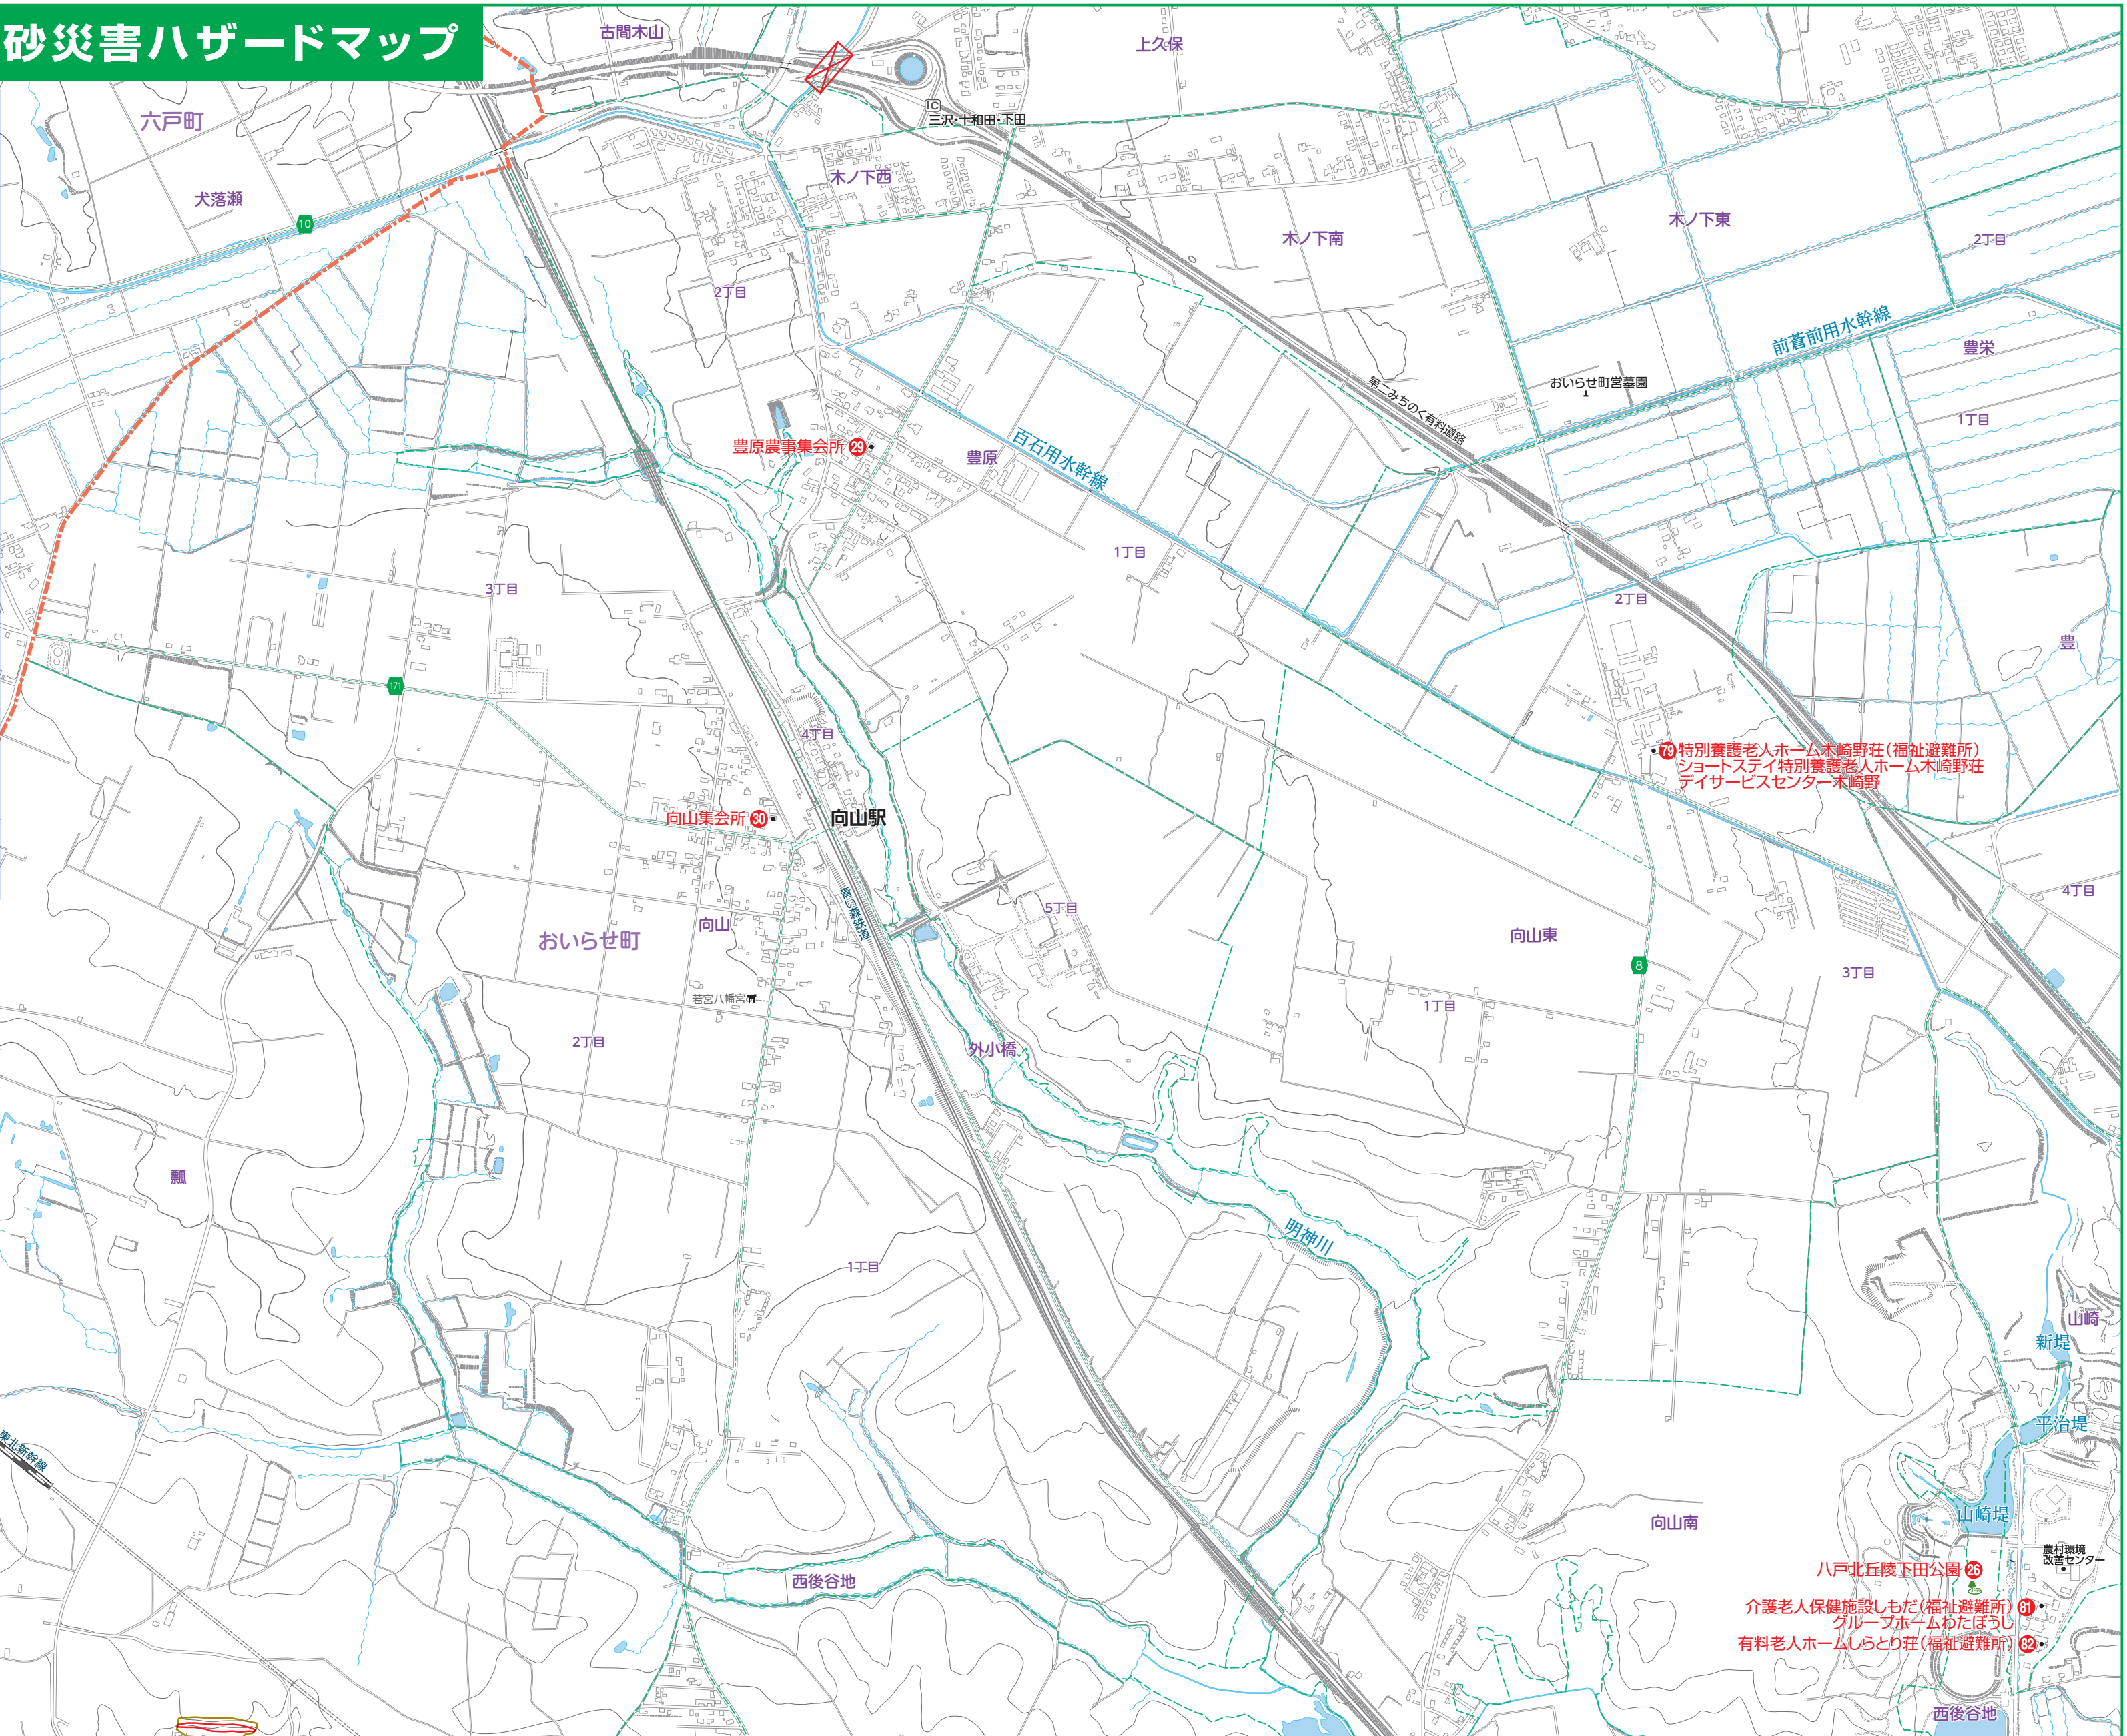 砂災害ハザードマップ
古間木山
上久保
六戸町
IC
三沢・十和田・下田
犬落瀬
木ノ下西
10
木ノ下南
木ノ下東
2丁目
2丁目
前蒼前用水幹線
豊栄
おいらせ町営墓園
第二みちのく有料道路
1丁目
豊原農事集会所 29
豊原
百石用水幹線
1丁目
3丁目
2丁目
豊
171
4丁目
79 特別養護老人ホーム木崎野荘(福祉避難所)
ショートステイ特別養護老人ホーム木崎野荘
デイサービスセンター木崎野
向山集会所 30
向山駅
青い森鉄道
4丁目
5丁目
向山
おいらせ町
向山東
8
3丁目
若宮八幡宮
1丁目
2丁目
外小橋
瓢
明神川
1丁目
山崎
新堤
平治堤
東北新幹線
山崎堤
向山南
農村環境
改善センター
八戸北丘陵下田公園 26
西後谷地
介護老人保健施設しもだ(福祉避難所) 81
グループホームわたぼうし
有料老人ホームしらとり荘(福祉避難所) 82
西後谷地